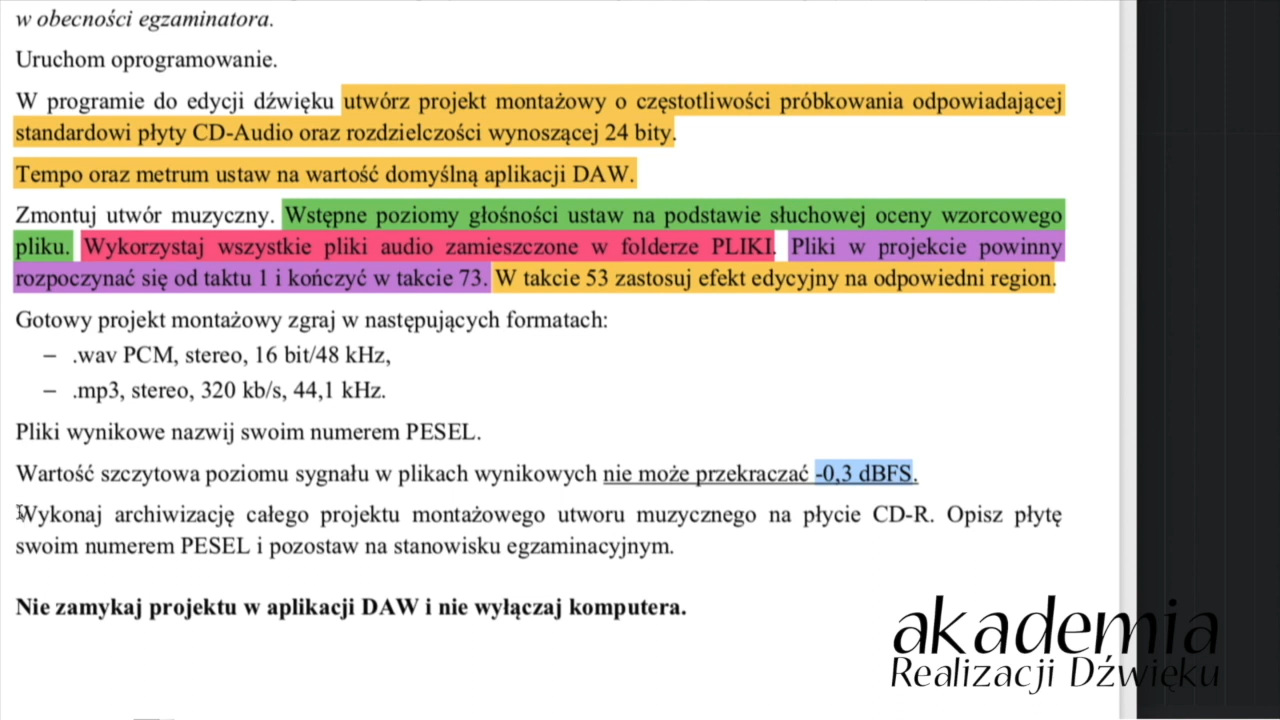 w obecności egzaminatora.
Uruchom oprogramowanie.
W programie do edycji dźwięku utwórz projekt montażowy o częstotliwości próbkowania odpowiadającej
standardowi płyty CD-Audio oraz rozdzielczości wynoszącej 24 bity.
Tempo oraz metrum ustaw na wartość domyślną aplikacji DAW.
Zmontuj utwór muzyczny. Wstępne poziomy głośności ustaw na podstawie słuchowej oceny wzorcowego
pliku. Wykorzystaj wszystkie pliki audio zamieszczone w folderze PLIKI. Pliki w projekcie powinny
rozpoczynać się od taktu 1 i kończyć w takcie 73. W takcie 53 zastosuj efekt edycyjny na odpowiedni region.
Gotowy projekt montażowy zgraj w następujących formatach:
– .wav PCM, stereo, 16 bit/48 kHz,
– .mp3, stereo, 320 kb/s, 44,1 kHz.
Pliki wynikowe nazwij swoim numerem PESEL.
Wartość szczytowa poziomu sygnału w plikach wynikowych nie może przekraczać -0,3 dBFS.
Wykonaj archiwizację całego projektu montażowego utworu muzycznego na płycie CD-R. Opisz płytę
swoim numerem PESEL i pozostaw na stanowisku egzaminacyjnym.
Nie zamykaj projektu w aplikacji DAW i nie wyłączaj komputera.
akademia
Realizacji Dźwięku